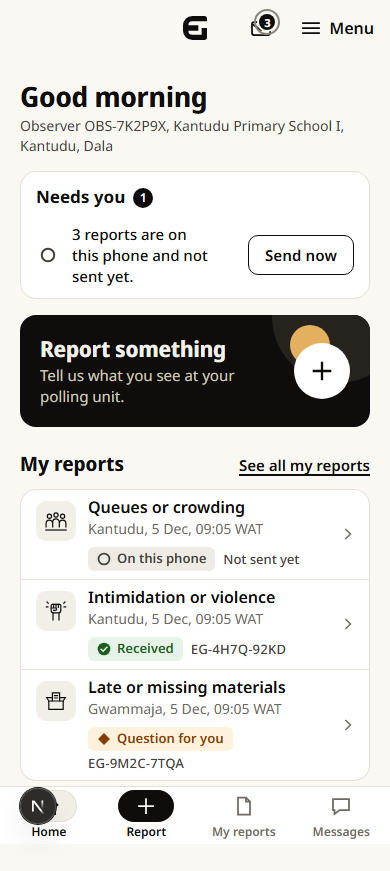 3
Menu
Good morning
Observer OBS-7K2P9X, Kantudu Primary School I,
Kantudu, Dala
Needs you 1
3 reports are on
this phone and not
sent yet.
Send now
Report something
Tell us what you see at your
polling unit.
My reports
See all my reports
Queues or crowding
Kantudu, 5 Dec, 09:05 WAT
On this phone Not sent yet
Intimidation or violence
Kantudu, 5 Dec, 09:05 WAT
Received EG-4H7Q-92KD
Late or missing materials
Gwammaja, 5 Dec, 09:05 WAT
Question for you
EG-9M2C-7TQA
N
Home Report My reports Messages